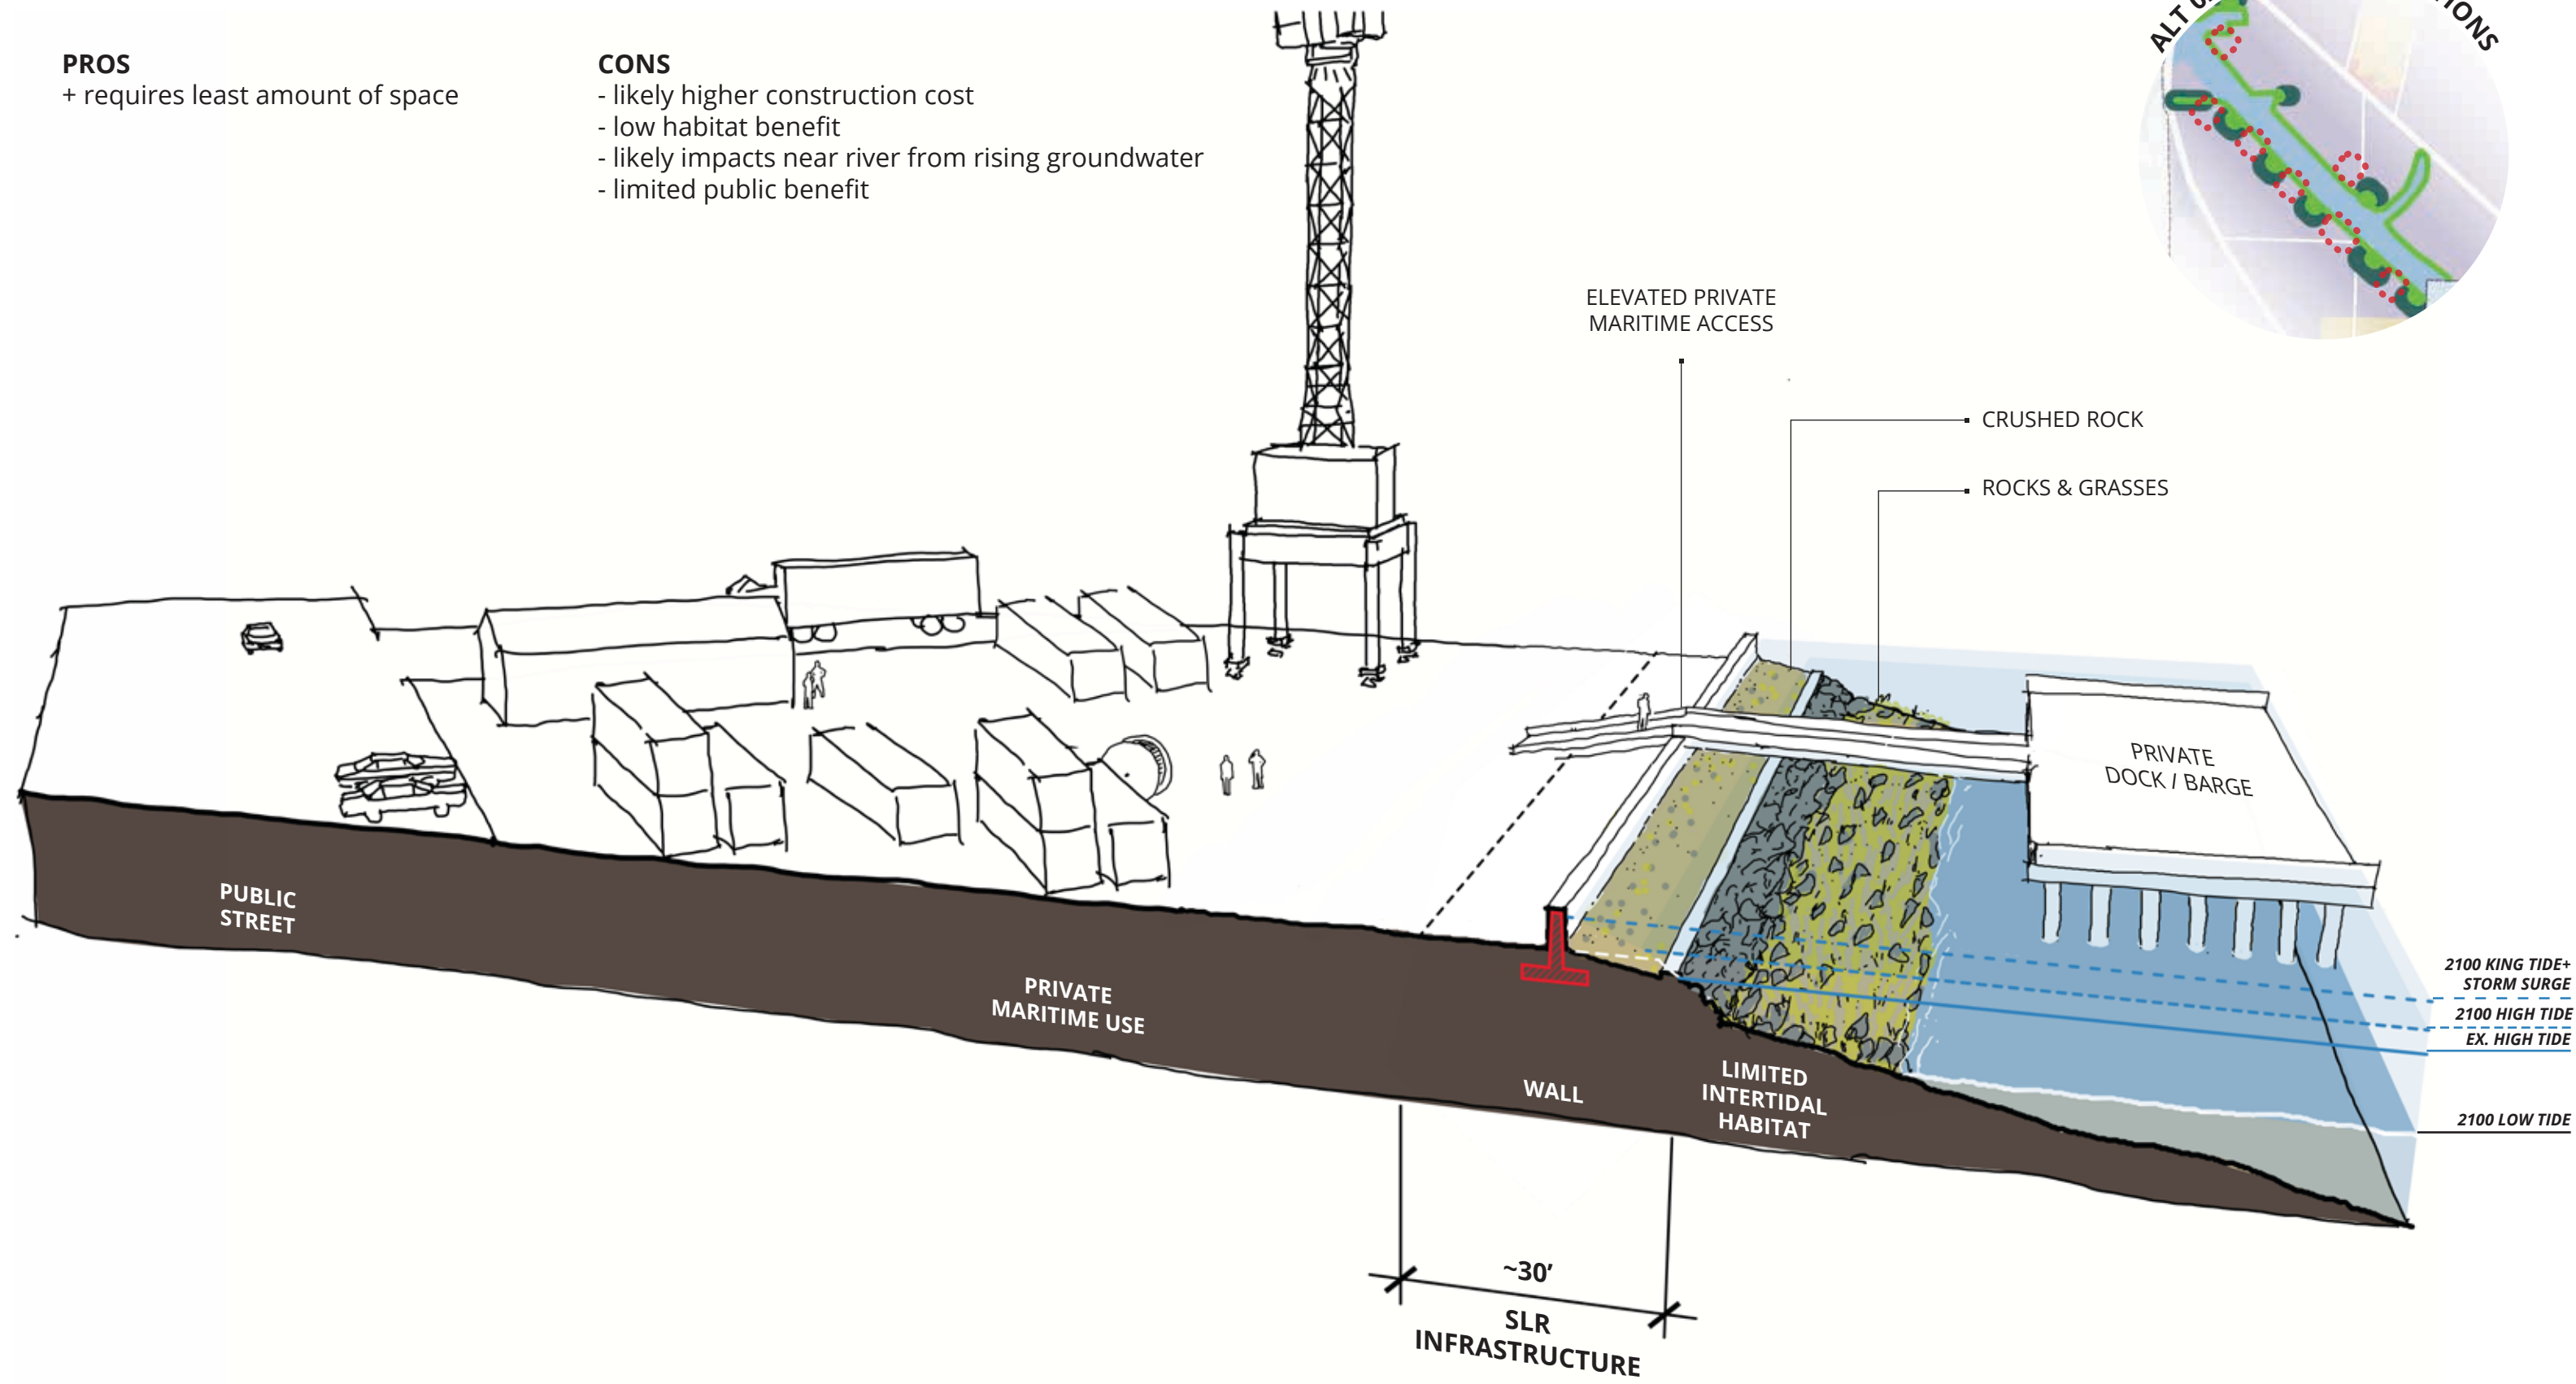 PROS
+ requires least amount of space
CONS
- likely higher construction cost
- low habitat benefit
- likely impacts near river from rising groundwater
- limited public benefit
ALT
ELEVATED PRIVATE
MARITIME ACCESS
CRUSHED ROCK
ROCKS & GRASSES
PRIVATE
DOCK / BARGE
PUBLIC
STREET
PRIVATE
MARITIME USE
WALL
LIMITED
INTERTIDAL
HABITAT
2100 KING TIDE+
STORM SURGE
2100 HIGH TIDE
EX. HIGH TIDE
2100 LOW TIDE
~30’
SLR
INFRASTRUCTURE